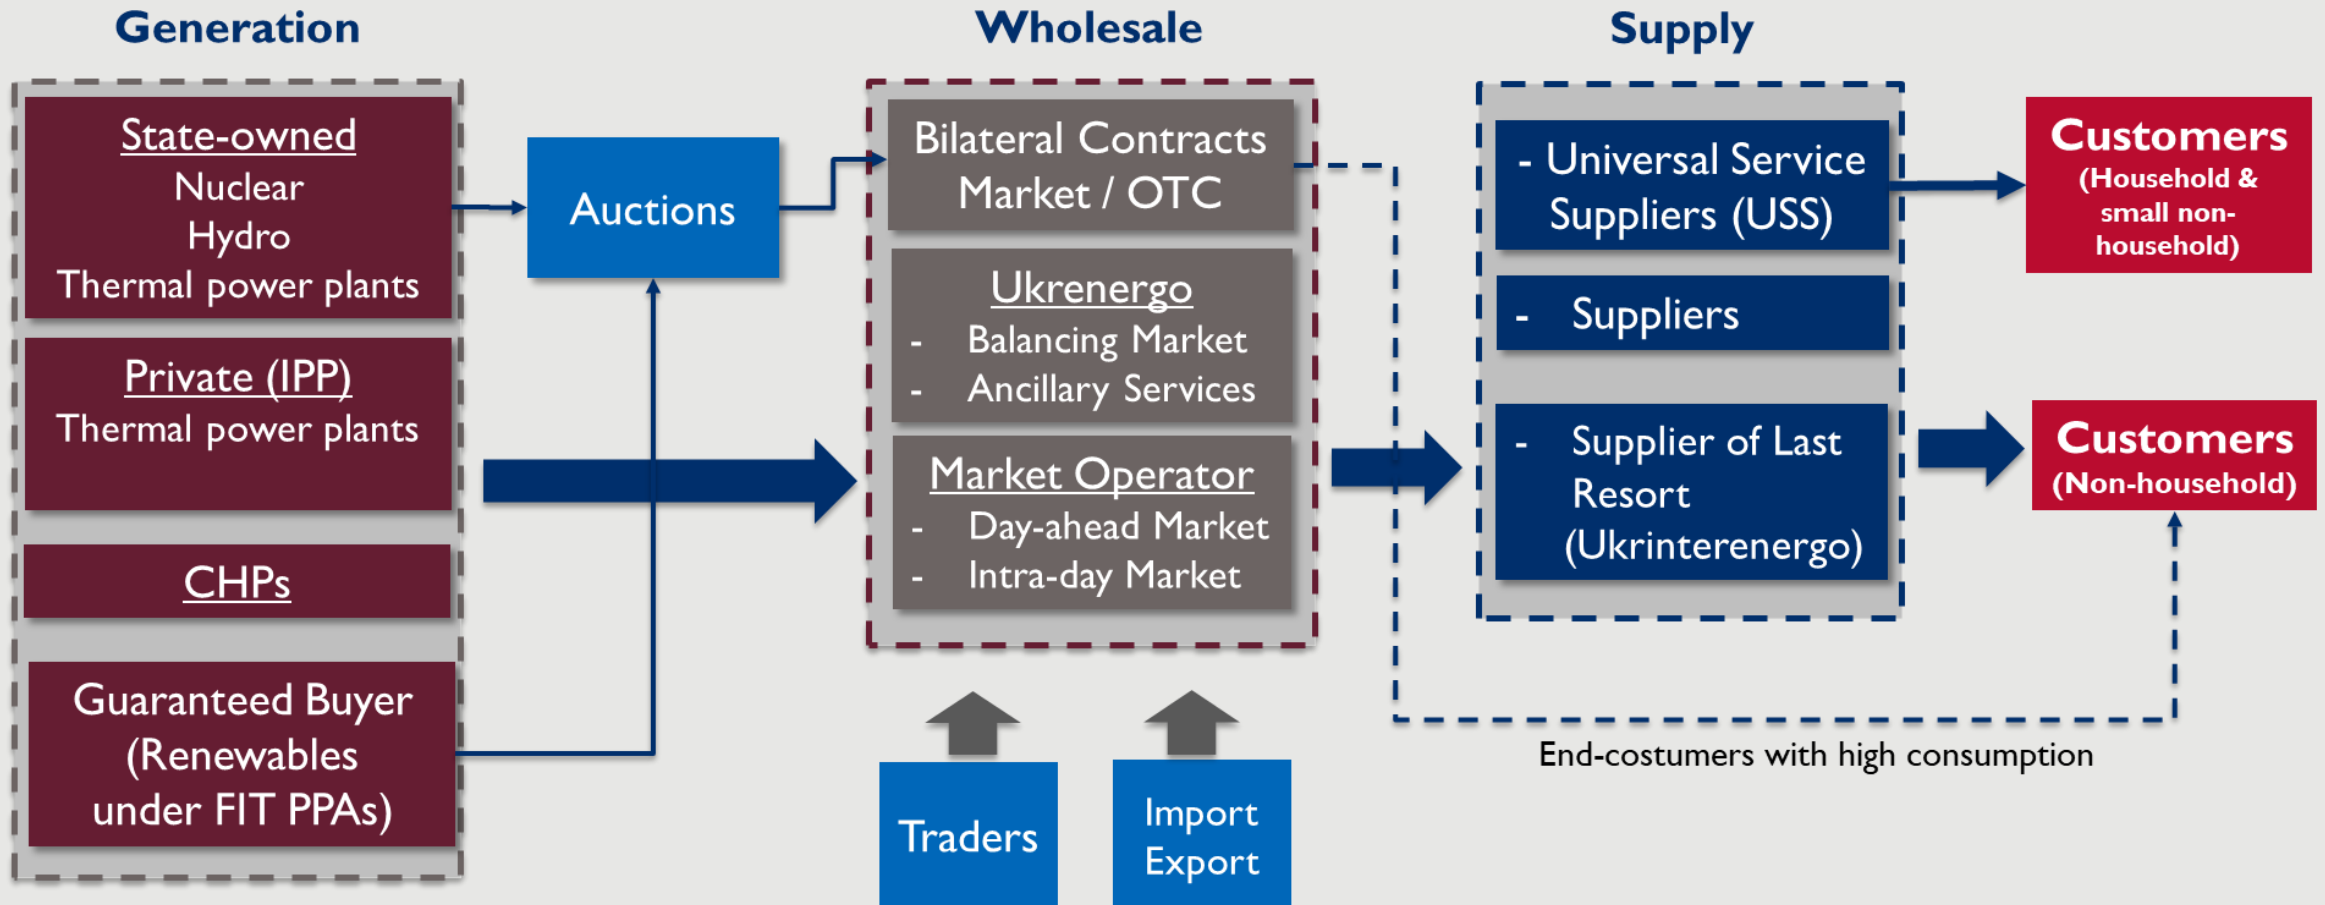 Generation
State-owned
Nuclear
Hydro
Thermal power plants
Private (IPP)
Thermal power plants
CHPs
Guaranteed Buyer
(Renewables
under FIT PPAs)
Auctions
Wholesale
Bilateral Contracts
Market / OTC
Ukrenergo
- Balancing Market
- Ancillary Services
Market Operator
- Day-ahead Market
- Intra-day Market
Traders
Import
Export
Supply
- Universal Service
Suppliers (USS)
- Suppliers
- Supplier of Last
Resort
(Ukrinterenergo)
Customers
(Household &
small non-
household)
Customers
(Non-household)
End-costumers with high consumption